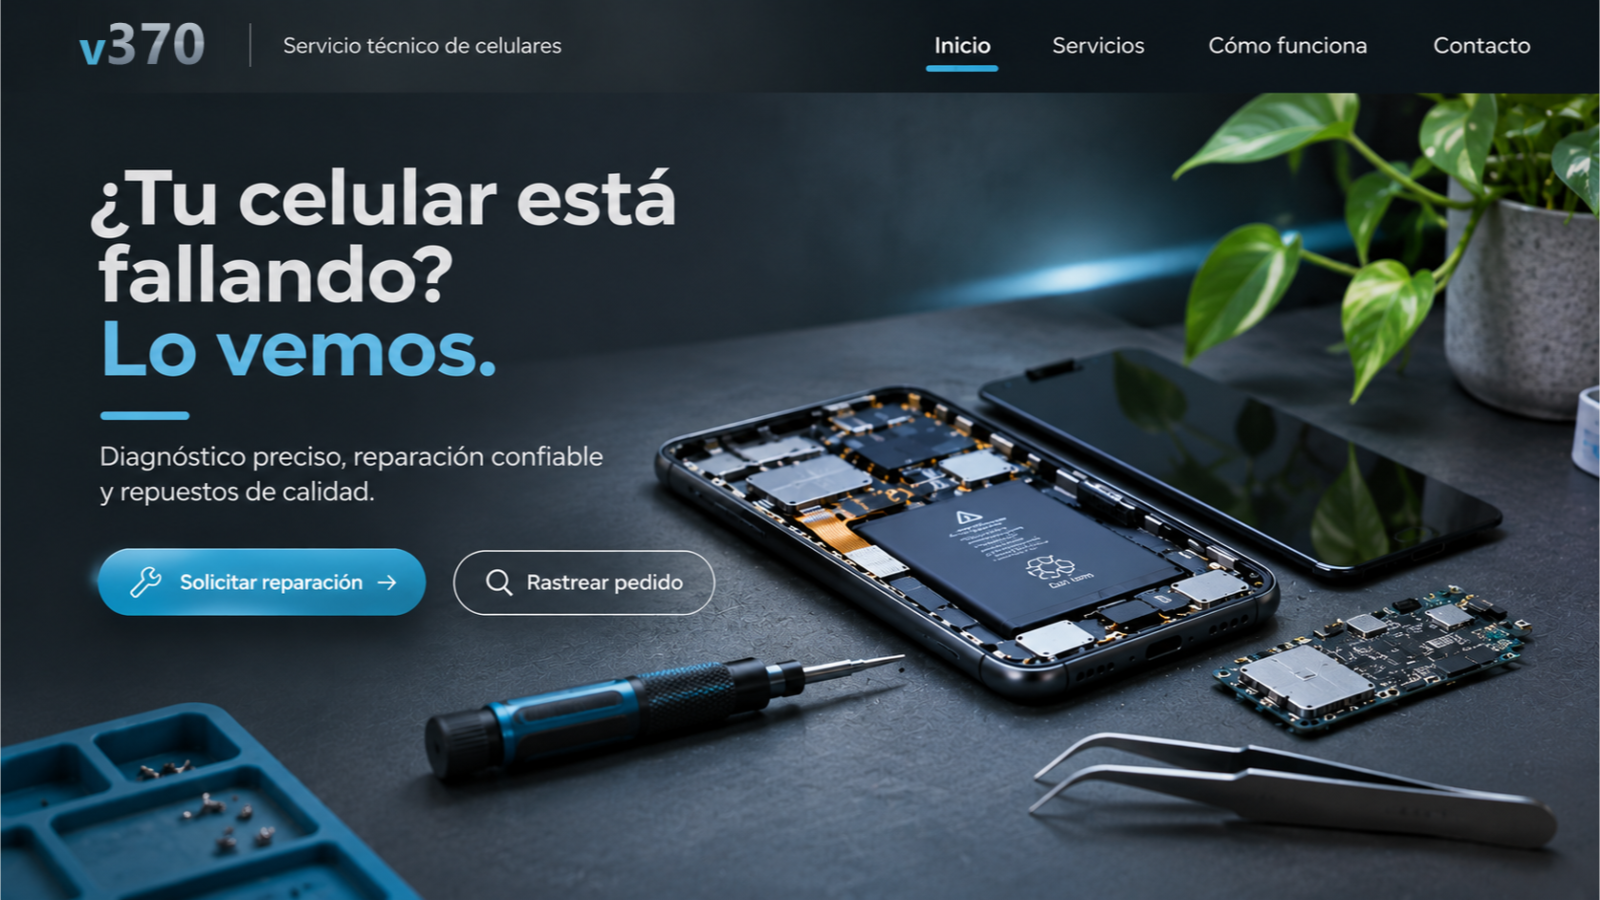 v370
Servicio técnico de celulares
Inicio
Servicios
Cómo funciona
Contacto
¿Tu celular está
fallando?
Lo vemos.
Diagnóstico preciso, reparación confiable
y repuestos de calidad.
Solicitar reparación
Rastrear pedido